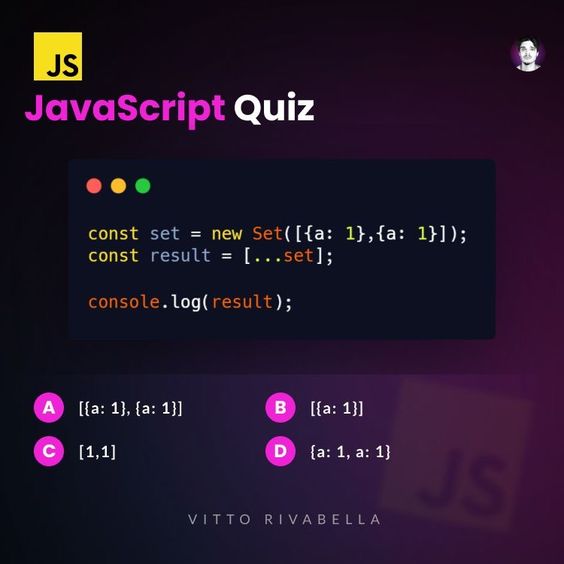 JS
JavaScript Quiz
const set = new Set([{a: 1},{a: 1}]);
const result = [...set];
console.log(result);
A [{a: 1}, {a: 1}]
B [{a: 1}]
C [1,1]
D {a: 1, a: 1}
JS
VITTO RIVABELLA